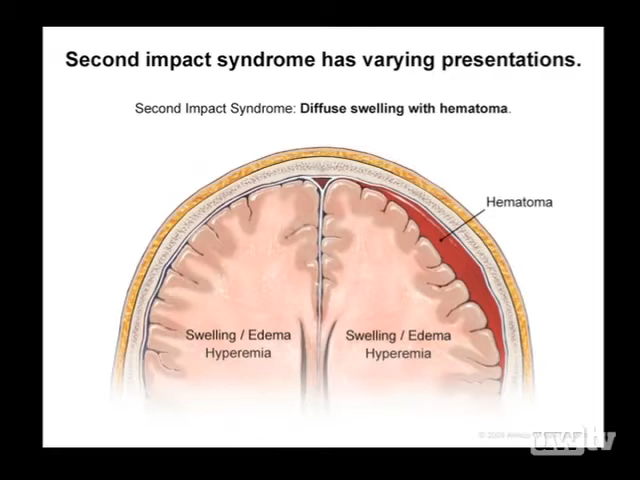 Second impact syndrome has varying presentations.
Second Impact Syndrome: Diffuse swelling with hematoma.
Hematoma
Swelling / Edema
Hyperemia
Swelling / Edema
Hyperemia
uwtv